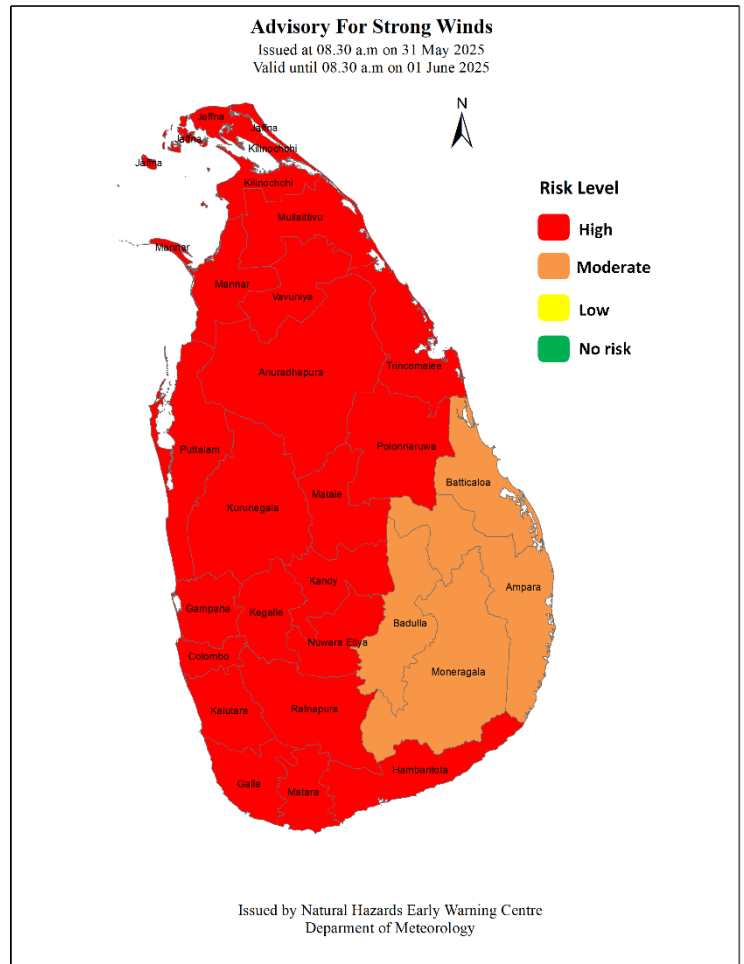 Advisory For Strong Winds
Issued at 08.30 a.m on 31 May 2025
Valid until 08.30 a.m on 01 June 2025
N
Jaffna
Jaffna
Jaffna
Kilinochchi
Jaffna
Kilinochchi
Mullaittivu
Mannar
Mannar
Vavuniya
Anuradhapura
Trincomalee
Puttalam
Polonnaruwa
Batticaloa
Kurunegala
Matale
Kandy
Ampara
Gampaha
Kegalle
Badulla
Nuwara Eliya
Colombo
Moneragala
Kalutara
Ratnapura
Hambantota
Galle
Matara
Risk Level
High
Moderate
Low
No risk
Issued by Natural Hazards Early Warning Centre
Deparment of Meteorology